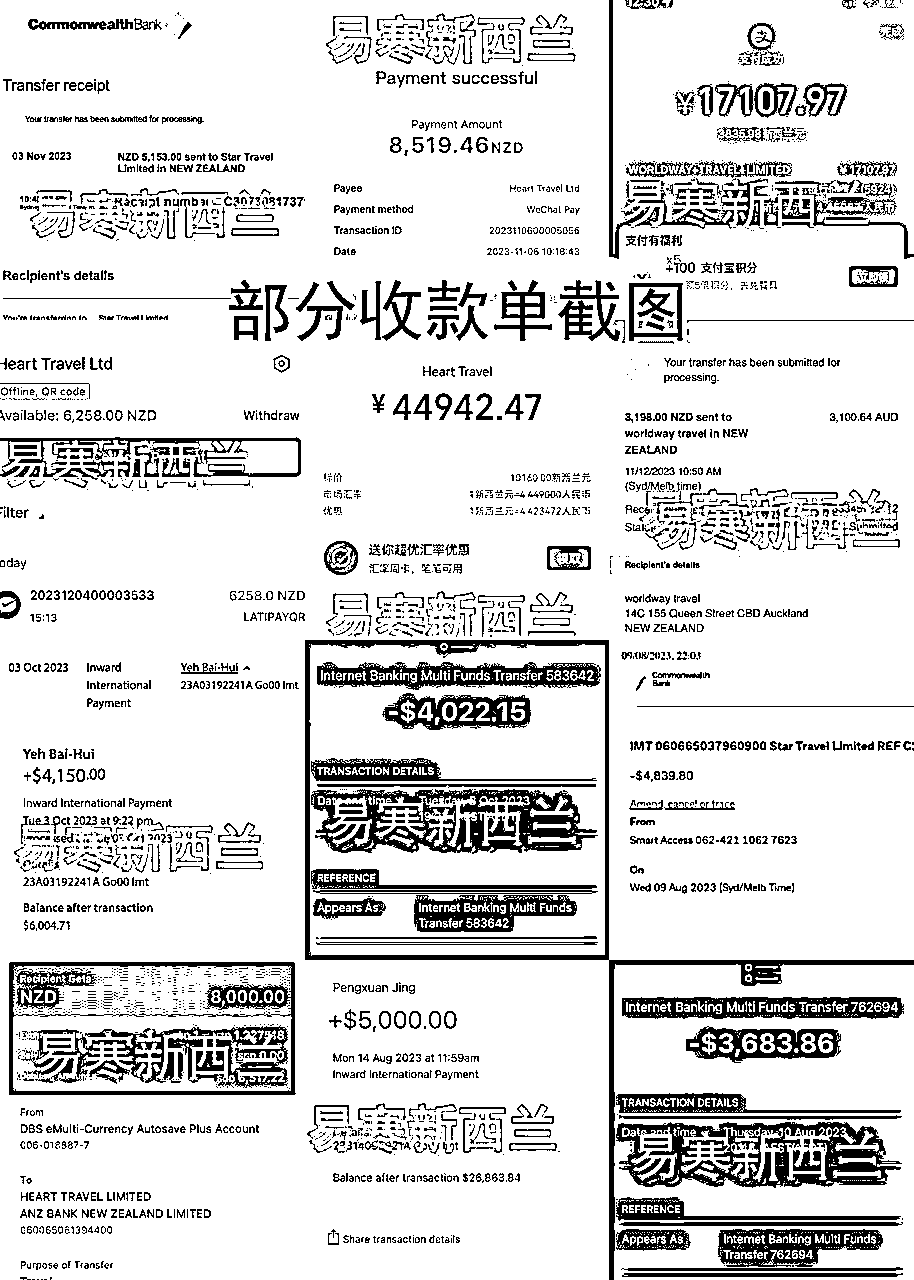 CommonwealthBank
Transfer receipt
Your transfer has been submitted for processing.
03 Nov 2023
NZD 5,153.00 sent to Star Travel
Limited in NEW ZEALAND
Receipt number C3073081737
易寒新西兰
Recipient's details
You're transferring to Star Travel Limited
易寒新西兰
Payment successful
Payment Amount
8,519.46NZD
Payee Heart Travel Ltd
Payment method WeChat Pay
Transaction ID 2023110600005056
Date 2023-11-06 10:16:43
支付成功
¥17107.97
WORLDWAY+TRAVEL+LIMITED ¥17107.97
易寒新西兰
支付有福利
x5
+100 支付宝积分
部分收款单截图
Heart Travel Ltd
Offline, QR code
Available: 6,258.00 NZD Withdraw
易寒新西兰
Filter
oday
2023120400003533 6258.0 NZD
15:13 LATIPAYQR
Heart Travel
¥ 44942.47
标价 10160.00新西兰元
市场汇率 1新西兰元=4.449000人民币
优惠 1新西兰元=4.423472人民币
送你超优汇率优惠
汇率周卡，笔笔可用
易寒新西兰
Your transfer has been submitted for
processing.
3,198.00 NZD sent to 3,100.64 AUD
worldway travel in NEW
ZEALAND
11/12/2023 10:50 AM
(Syd/Melb time)
易寒新西兰
Recipient's details
worldway travel
14C 155 Queen Street CBD Auckland
NEW ZEALAND
03 Oct 2023
Inward
International
Payment
Yeh Bai-Hui
23A03192241A Go00 Imt
Yeh Bai-Hui
+$4,150.00
Inward International Payment
Tue 3 Oct 2023 at 9:22 pm
易寒新西兰
23A03192241A Go00 Imt
Balance after transaction
$6,004.71
Internet Banking Multi Funds Transfer 583642
-$4,022.15
TRANSACTION DETAILS
Date and time Tuesday
Oct 2023
易寒新西兰
REFERENCE
Appears As Internet Banking Multi Funds
Transfer 583642
09/08/2023, 22:03
Commonwealth
Bank
IMT 060665037960900 Star Travel Limited REF
-$4,839.80
Amend, cancel or trace
From
Smart Access 062-421 1062 7623
On
Wed 09 Aug 2023 (Syd/Melb Time)
Recipient Gets
NZD 8,000.00
易寒新西兰
From
DBS eMulti-Currency Autosave Plus Account
006-018887-7
To
HEART TRAVEL LIMITED
ANZ BANK NEW ZEALAND LIMITED
060065061394400
Purpose of Transfer
Pengxuan Jing
+$5,000.00
Mon 14 Aug 2023 at 11:59am
Inward International Payment
易寒新西兰
Balance after transaction $26,863.84
Share transaction details
Internet Banking Multi Funds Transfer 762694
-$3,683.86
TRANSACTION DETAILS
Date and time Thursday 10 Aug 2023
易寒新西兰
REFERENCE
Appears As Internet Banking Multi Funds
Transfer 762694